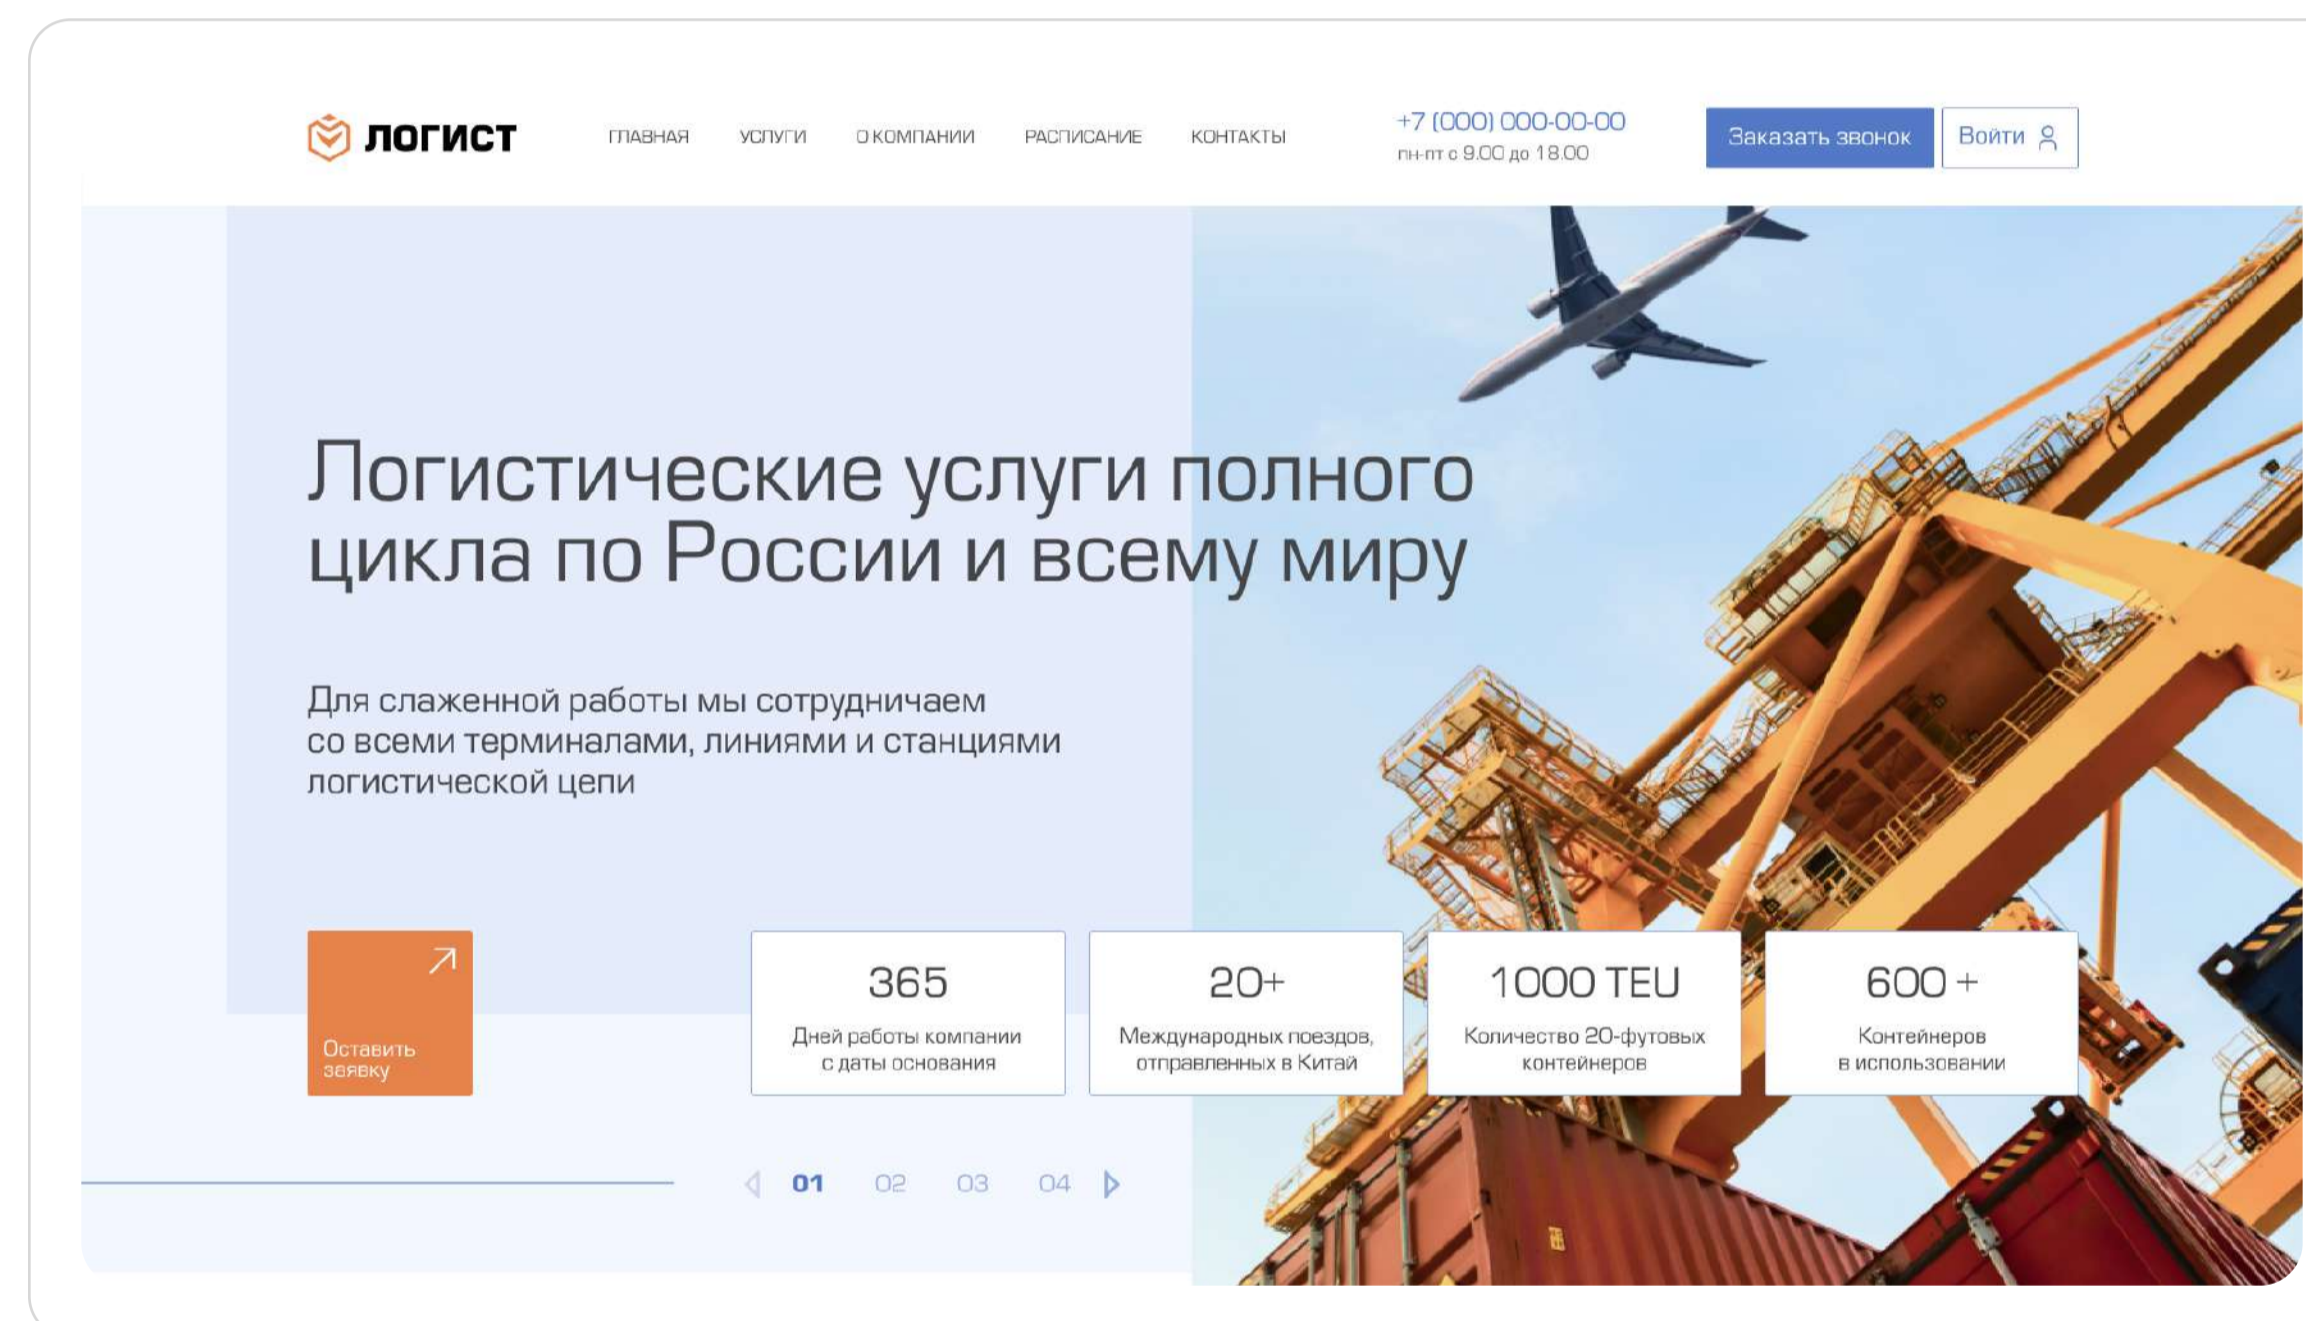 ЛОГИСТ
ГЛАВНАЯ
УСЛУГИ
О КОМПАНИИ
РАСПИСАНИЕ
КОНТАКТЫ
+7 (000) 000-00-00
пн-пт с 9.00 до 18.00
Заказать звонок
Войти
Логистические услуги полного
цикла по России и всему миру
Для слаженной работы мы сотрудничаем
со всеми терминалами, линиями и станциями
логистической цепи
Оставить
заявку
365
Дней работы компании
с даты основания
20+
Международных поездов,
отправленных в Китай
1000 TEU
Количество 20-футовых
контейнеров
600 +
Контейнеров
в использовании
01 02 03 04